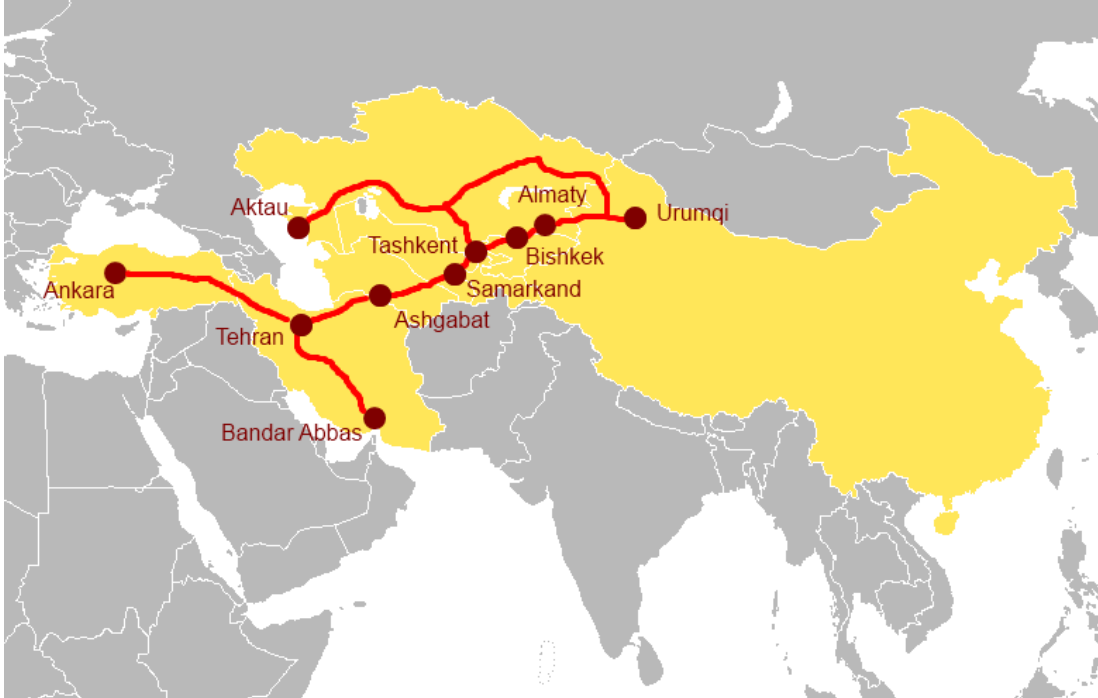 Almaty
Aktau
Urumqi
Tashkent
Bishkek
Ankara
Samarkand
Ashgabat
Tehran
Bandar Abbas